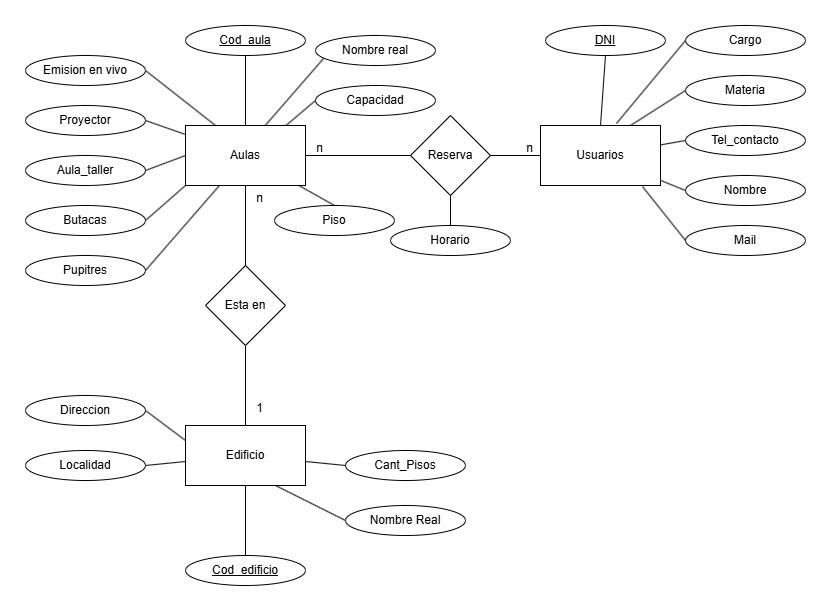 Cod_aula
DNI
Nombre real
Cargo
Emision en vivo
Capacidad
Materia
Proyector
Tel_contacto
Aulas
n
Reserva
n
Usuarios
Aula_taller
Nombre
n
Butacas
Piso
Horario
Mail
Pupitres
Esta en
1
Direccion
Edificio
Localidad
Cant_Pisos
Nombre Real
Cod_edificio